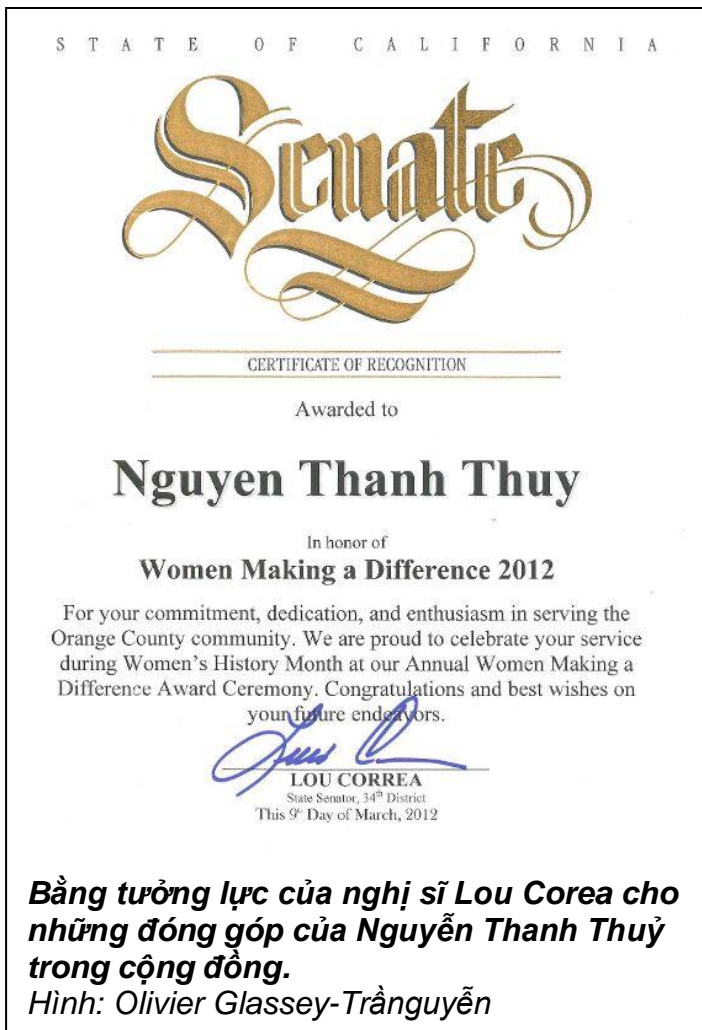 STATE OF CALIFORNIA
Senate
CERTIFICATE OF RECOGNITION
Awarded to
Nguyen Thanh Thuy
In honor of
Women Making a Difference 2012
For your commitment, dedication, and enthusiasm in serving the
Orange County community. We are proud to celebrate your service
during Women's History Month at our Annual Women Making a
Difference Award Ceremony. Congratulations and best wishes on
your future endeavors.
LOU CORREA
State Senator, 34th District
This 9th Day of March, 2012
Bằng tưởng lực của nghị sĩ Lou Corea cho
những đóng góp của Nguyễn Thanh Thuỷ
trong cộng đồng.
Hình: Olivier Glassey-Trầnguyễn